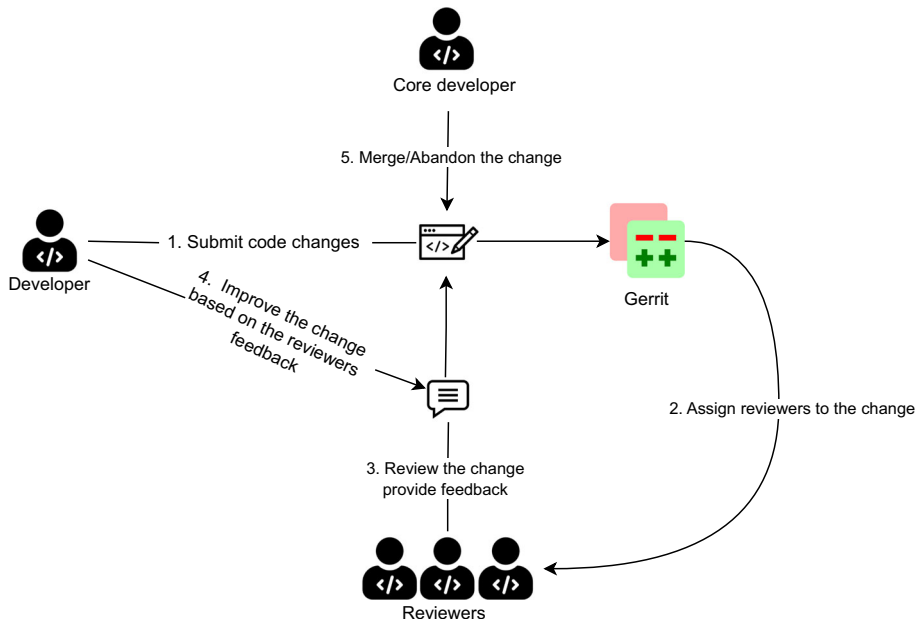 </>
Core developer
5. Merge/Abandon the change
</>
Developer
1. Submit code changes
</>
Gerrit
4. Improve the change
based on the reviewers
feedback
2. Assign reviewers to the change
3. Review the change
provide feedback
</> </> </>
Reviewers